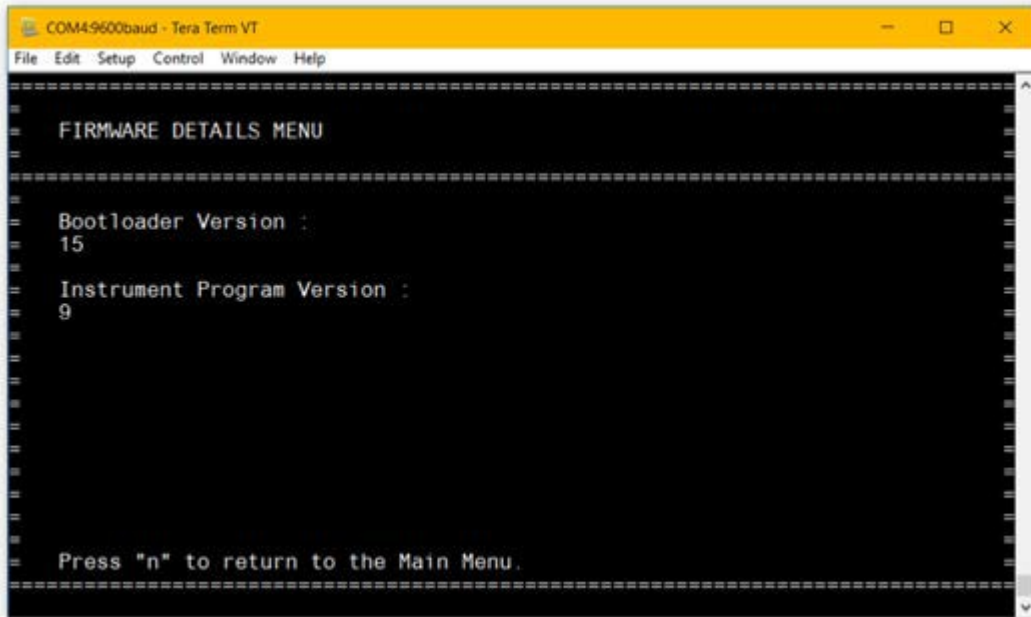 COM4:9600baud - Tera Term VT
File Edit Setup Control Window Help
================================================================================
=                                                                              =
=   FIRMWARE DETAILS MENU                                                      =
=                                                                              =
================================================================================
=                                                                              =
=   Bootloader Version :                                                       =
=   15                                                                         =
=                                                                              =
=   Instrument Program Version :                                               =
=   9                                                                          =
=                                                                              =
=                                                                              =
=                                                                              =
=                                                                              =
=                                                                              =
=                                                                              =
=                                                                              =
=                                                                              =
=                                                                              =
=                                                                              =
=   Press "n" to return to the Main Menu.                                      =
================================================================================